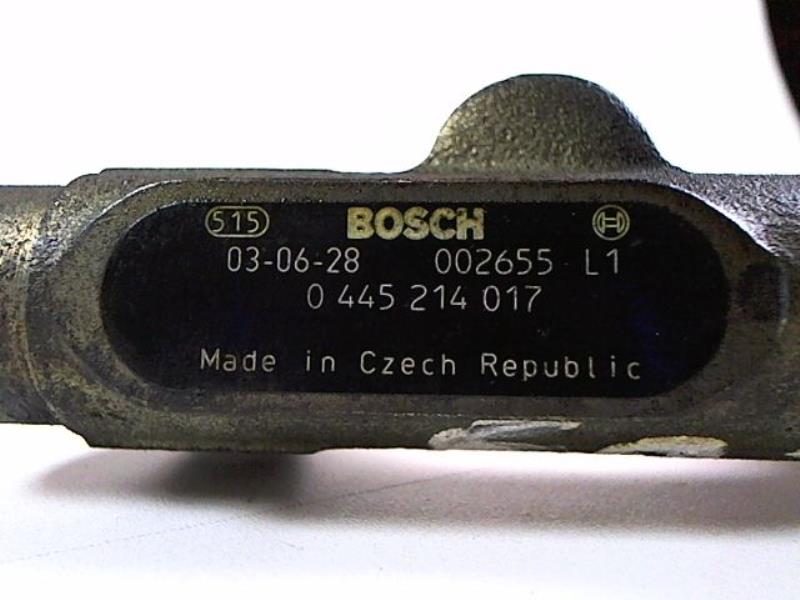 515 BOSCH
03-06-28 002655 L1
0 445 214 017
Made in Czech Republic